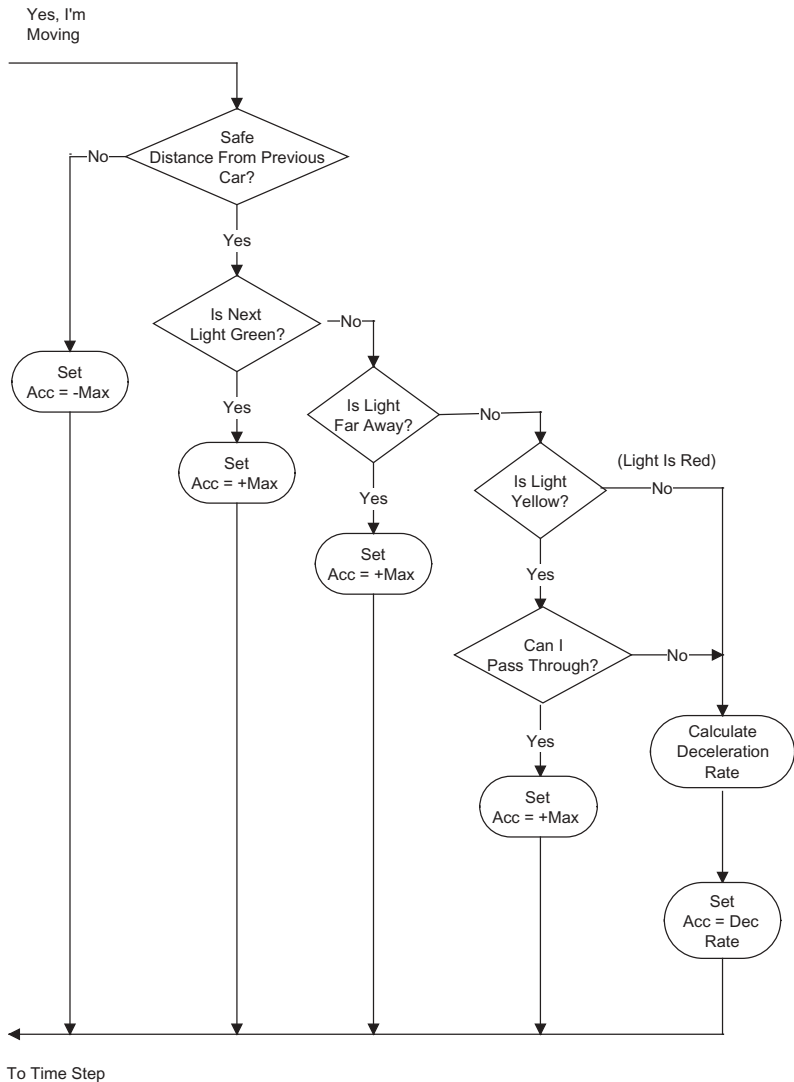 Yes, I'm
Moving
Safe
Distance From Previous
Car?
No
Yes
Is Next
Light Green?
No
Set
Acc = -Max
Yes
Is Light
Far Away?
No
Set
Acc = +Max
(Light Is Red)
Is Light
Yellow?
No
Yes
Set
Acc = +Max
Yes
Can I
Pass Through?
No
Yes
Calculate
Deceleration
Rate
Set
Acc = +Max
Set
Acc = Dec
Rate
To Time Step